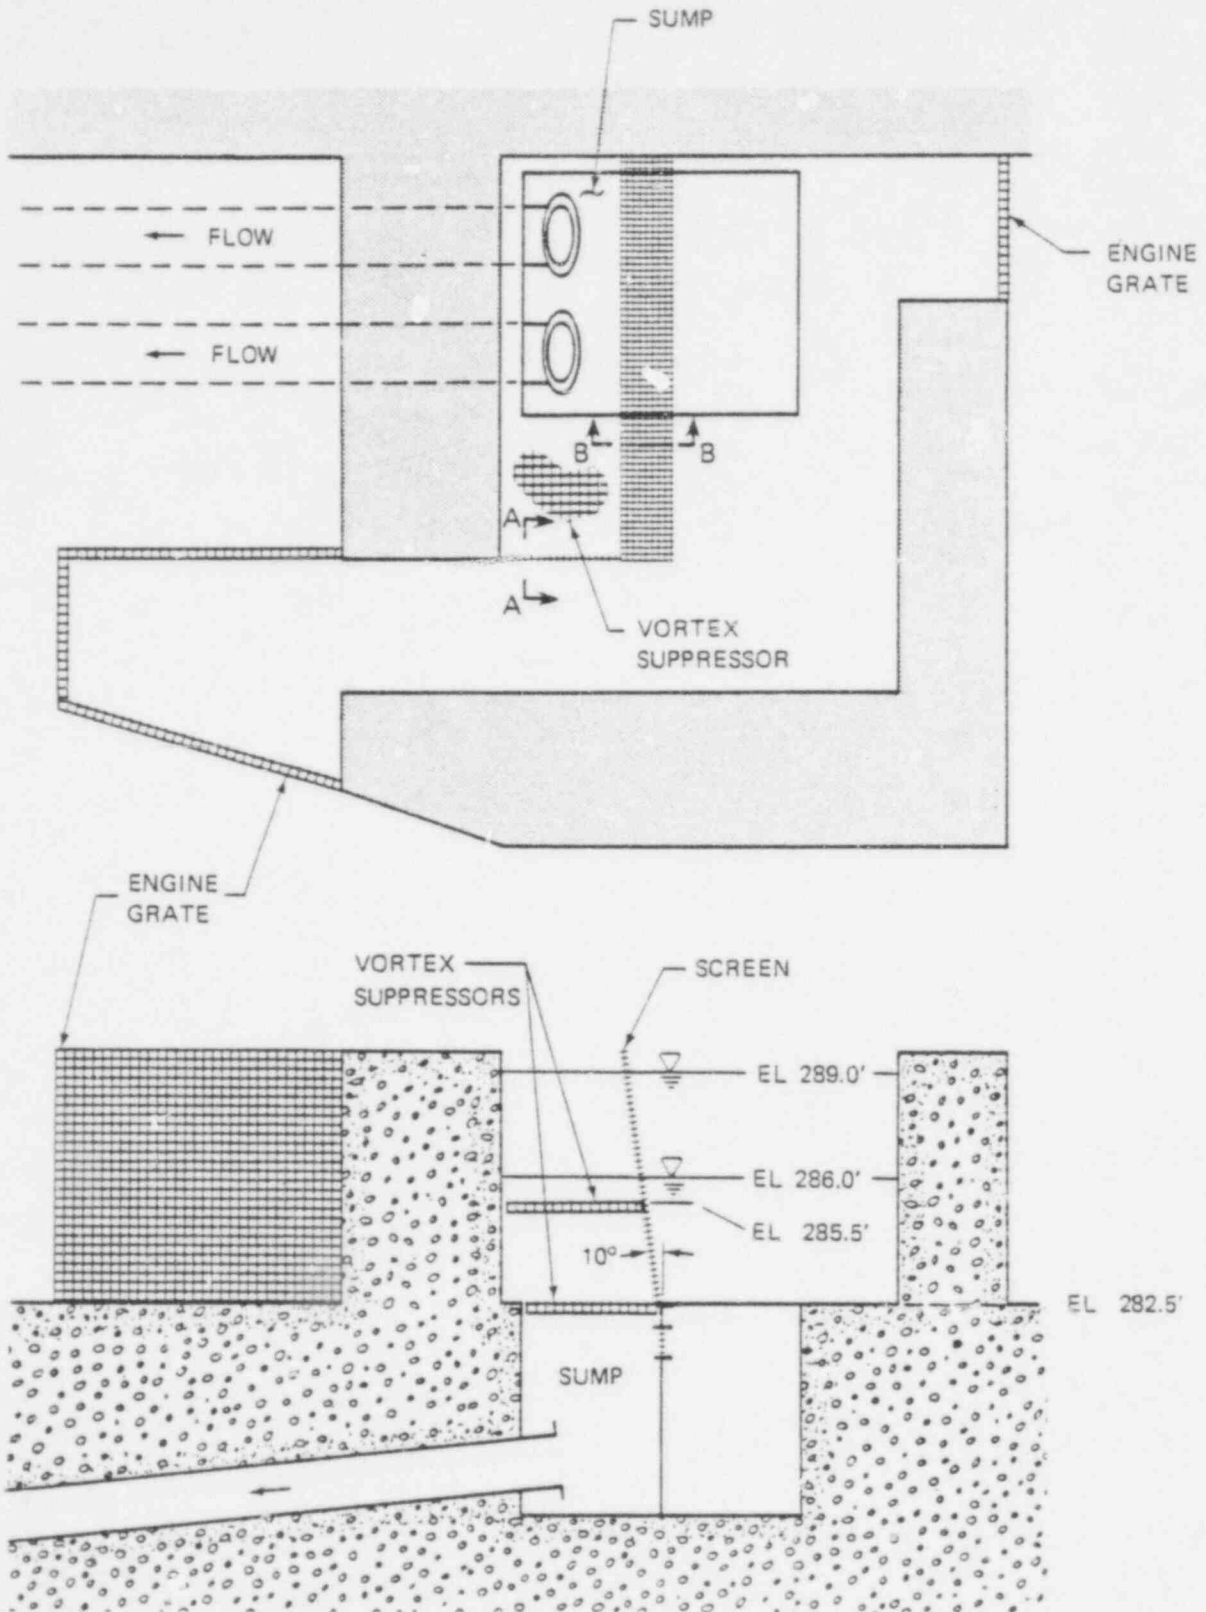 SUMP
FLOW
ENGINE
GRATE
FLOW
B
B
A
A
VORTEX
SUPPRESSOR
ENGINE
GRATE
VORTEX
SUPPRESSORS
SCREEN
EL 289.0'
EL 286.0'
EL 285.5'
10°
EL 282.5'
SUMP